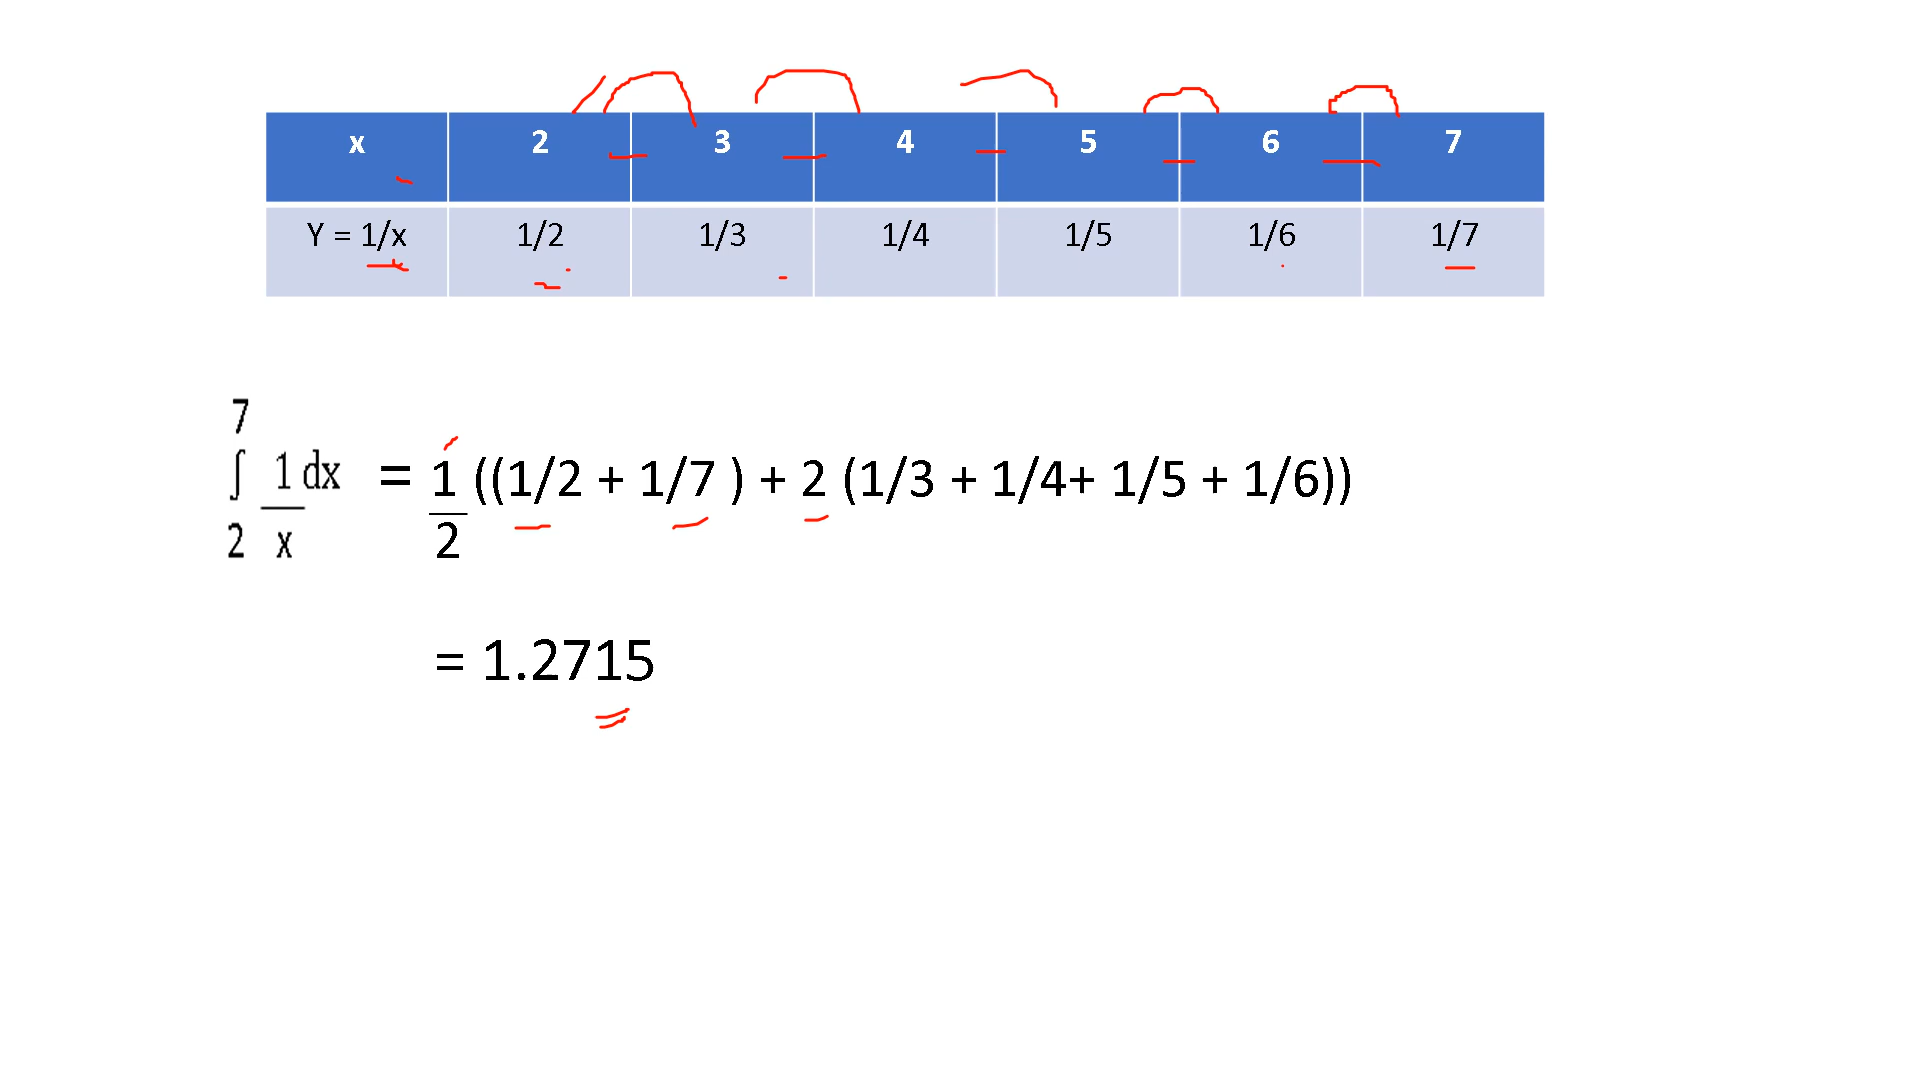 x 2 3 4 5 6 7
Y = 1/x 1/2 1/3 1/4 1/5 1/6 1/7
7
∫ 1 dx = 1 ((1/2 + 1/7 ) + 2 (1/3 + 1/4+ 1/5 + 1/6))
2 x 2
= 1.2715